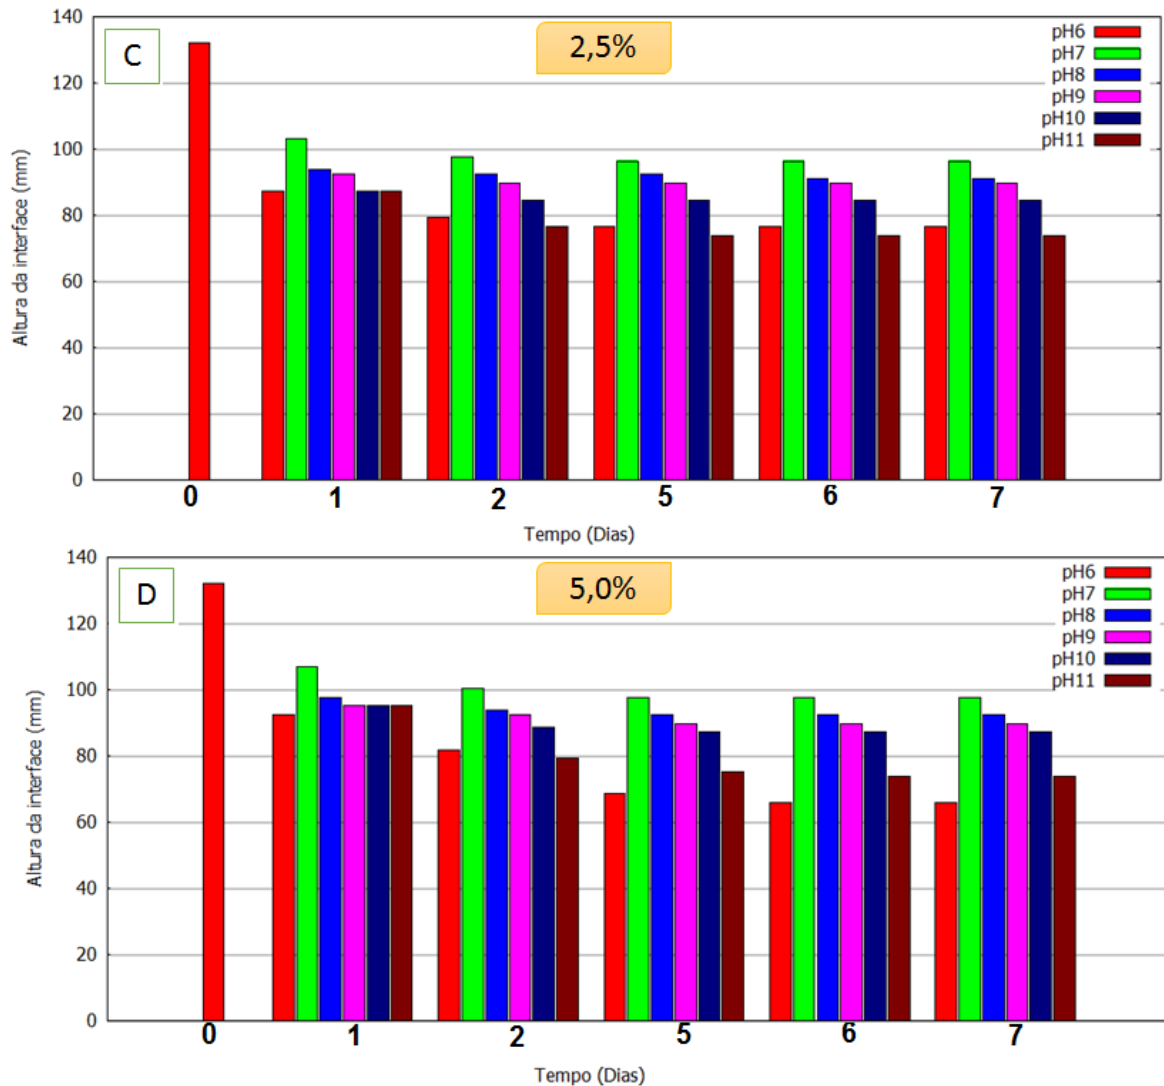 C
2,5%
pH6
pH7
pH8
pH9
pH10
pH11
140
120
100
80
60
40
20
0
Altura da interface (mm)
0 1 2 5 6 7
Tempo (Dias)
D
5,0%
pH6
pH7
pH8
pH9
pH10
pH11
140
120
100
80
60
40
20
0
Altura da interface (mm)
0 1 2 5 6 7
Tempo (Dias)